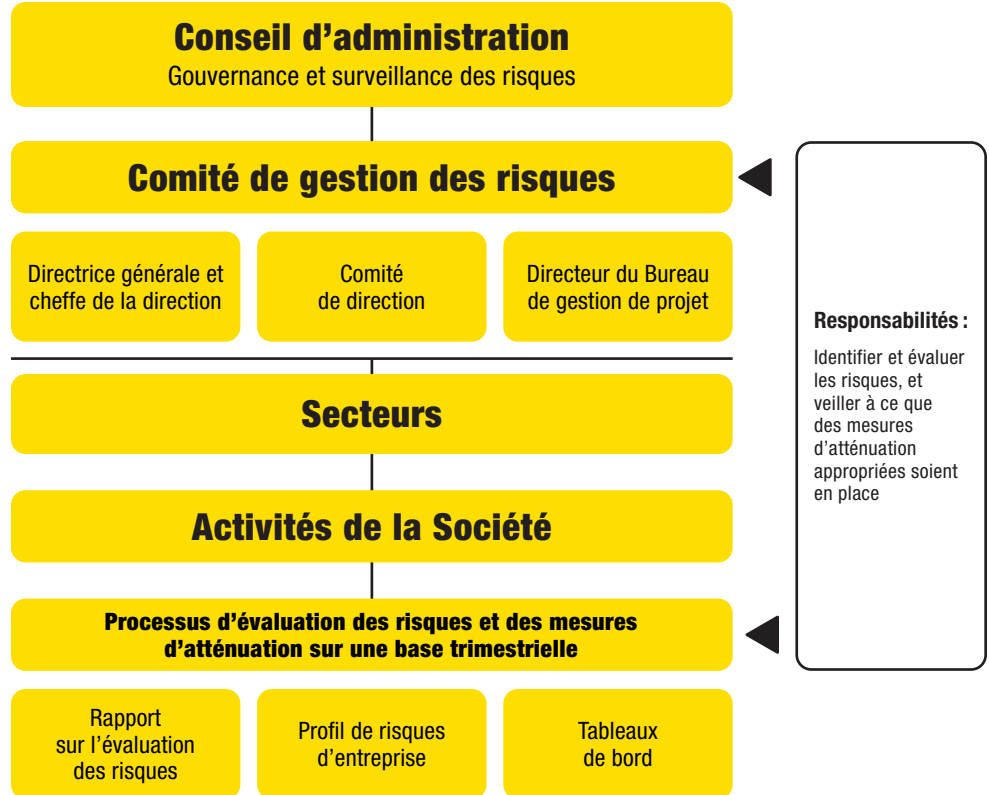 Conseil d'administration
Gouvernance et surveillance des risques
Comité de gestion des risques
Directrice générale et
cheffe de la direction
Comité
de direction
Directeur du Bureau
de gestion de projet
Secteurs
Activités de la Société
Processus d'évaluation des risques et des mesures
d'atténuation sur une base trimestrielle
Rapport
sur l'évaluation
des risques
Profil de risques
d'entreprise
Tableaux
de bord
Responsabilités :
Identifier et évaluer
les risques, et
veiller à ce que
des mesures
d'atténuation
appropriées soient
en place